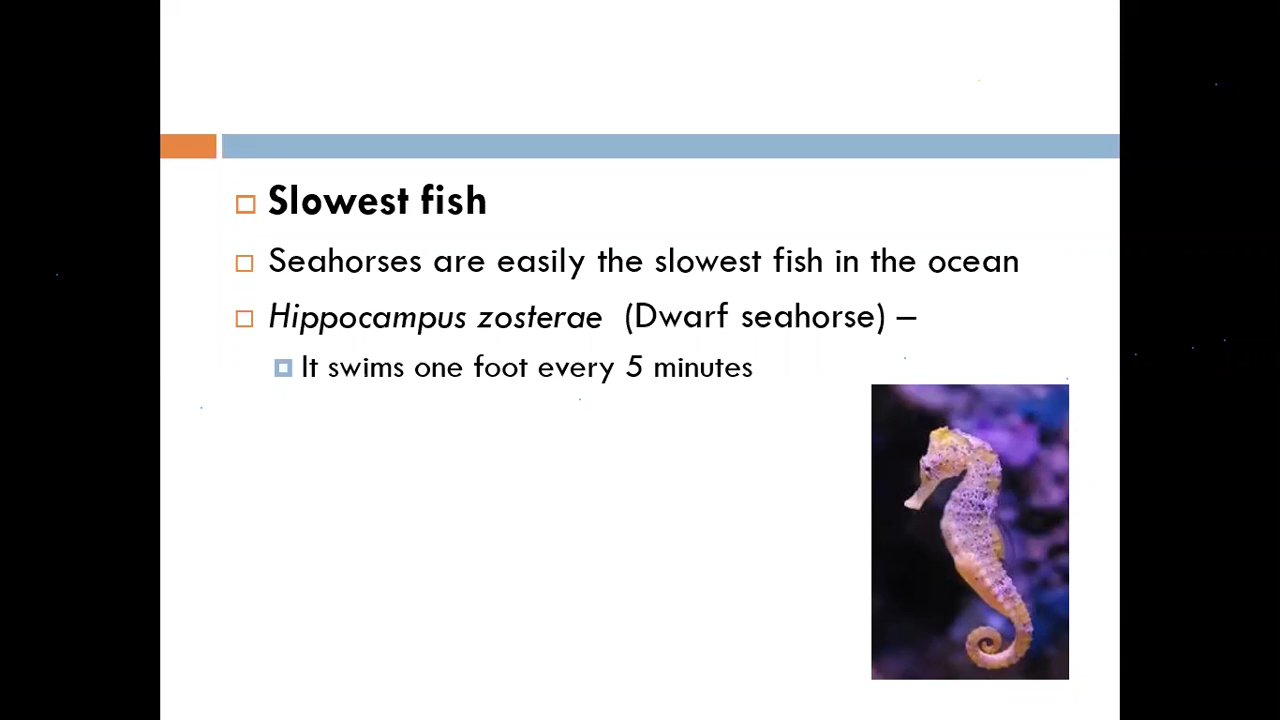 Slowest fish
Seahorses are easily the slowest fish in the ocean
Hippocampus zosterae (Dwarf seahorse) –
It swims one foot every 5 minutes